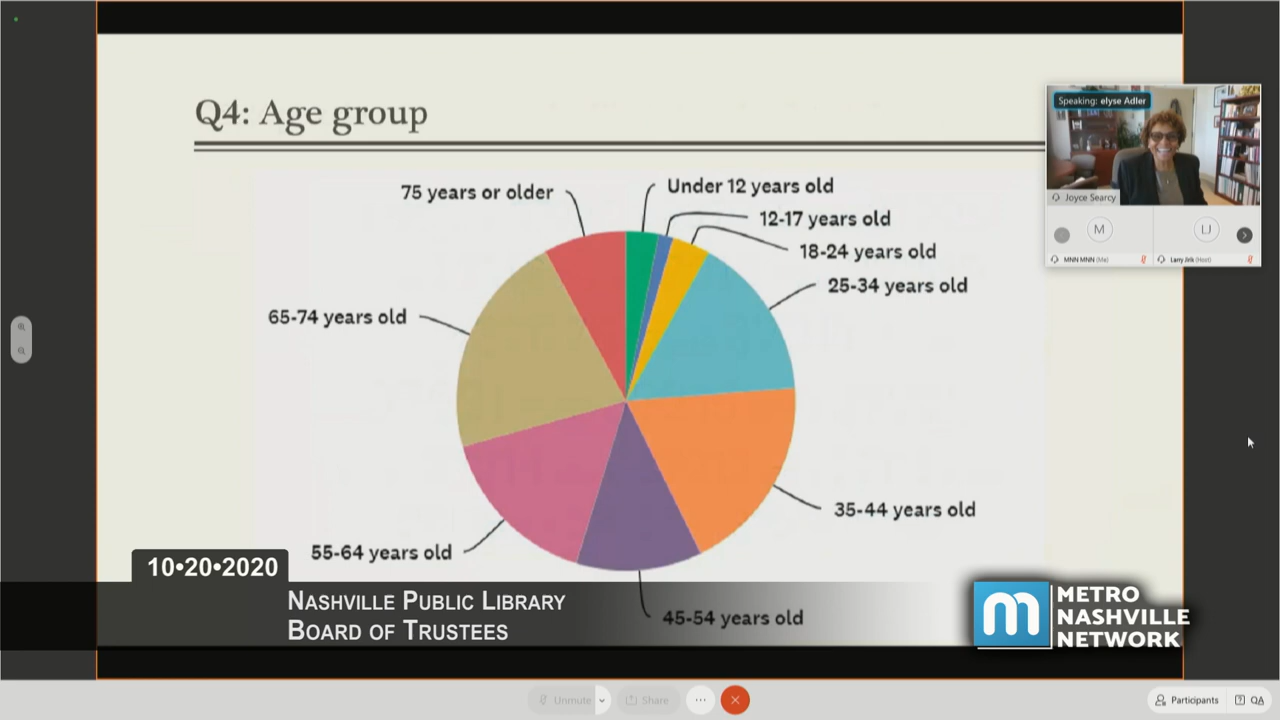 Q4: Age group
Speaking: elyse Adler
Joyce Searcy
M
LJ
MNN MNN (Me)
Larry Jirik (Host)
75 years or older
Under 12 years old
12-17 years old
18-24 years old
25-34 years old
65-74 years old
35-44 years old
55-64 years old
45-54 years old
10•20•2020
NASHVILLE PUBLIC LIBRARY
BOARD OF TRUSTEES
m
METRO
NASHVILLE
NETWORK
Unmute
Share
Participants
QA